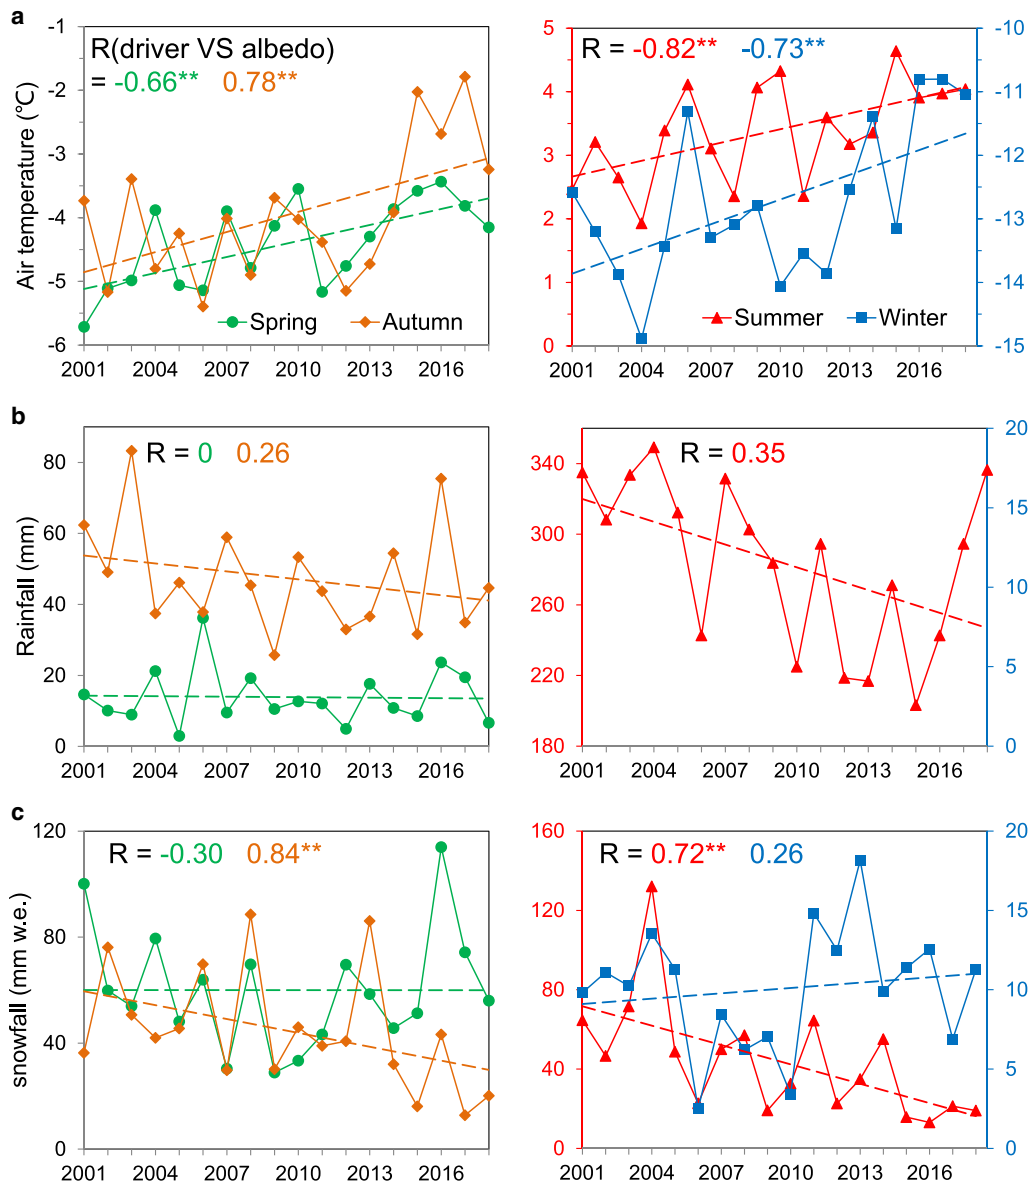 a
R(driver VS albedo)
= -0.66** 0.78**
Air temperature (℃)
-1
-2
-3
-4
-5
-6
Spring Autumn
2001 2004 2007 2010 2013 2016
R = -0.82** -0.73**
5
4
3
2
1
0
-10
-11
-12
-13
-14
-15
Summer Winter
2001 2004 2007 2010 2013 2016
b
R = 0 0.26
Rainfall (mm)
80
60
40
20
0
2001 2004 2007 2010 2013 2016
R = 0.35
340
300
260
220
180
20
15
10
5
0
2001 2004 2007 2010 2013 2016
c
R = -0.30 0.84**
snowfall (mm w.e.)
120
80
40
0
2001 2004 2007 2010 2013 2016
R = 0.72** 0.26
160
120
80
40
0
20
15
10
5
0
2001 2004 2007 2010 2013 2016